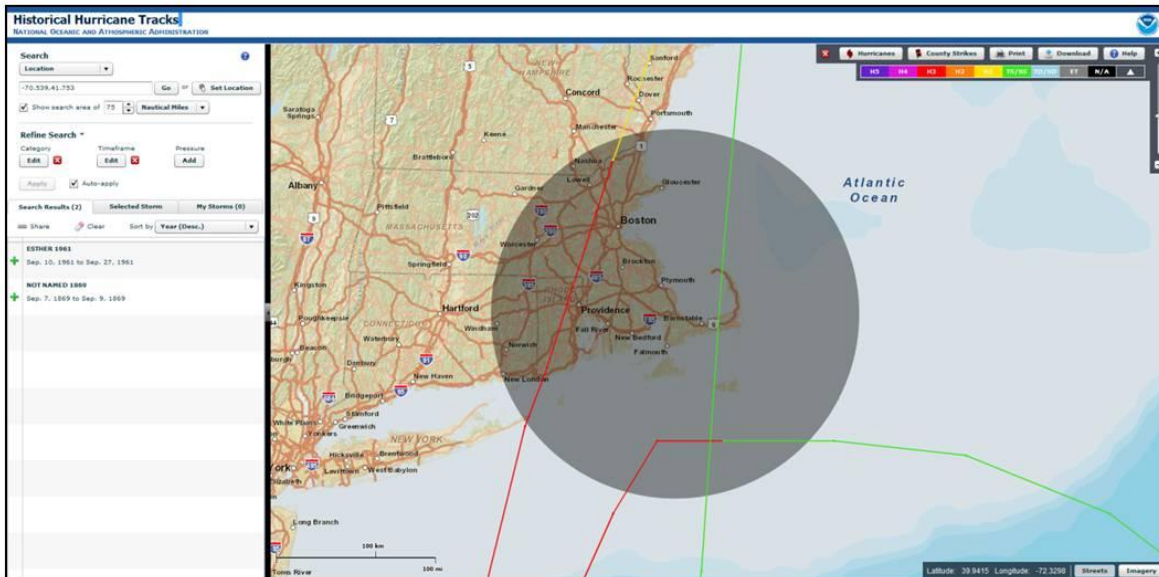 Historical Hurricane Tracks
NATIONAL OCEANIC AND ATMOSPHERIC ADMINISTRATION
Search
Location
-70.539,41.753 Go or Set Location
Show search area of 75 Nautical Miles
Refine Search
Category Timeframe Pressure
Edit Edit Add
Apply Auto-apply
Search Results (2) Selected Storm My Storms (0)
Share Clear Sort by Year (Desc.)
ESTHER 1961
Sep. 10, 1961 to Sep. 27, 1961
NOT NAMED 1869
Sep. 7, 1869 to Sep. 9, 1869
Hurricanes County Strikes Print Download Help
H5 H4 H3 H2 H1 TS/SS TD/SD ET N/A
Sanford
NEW HAMPSHIRE
Rochester
Concord
Dover
Saratoga Springs
Portsmouth
Manchester
Keene
Brattleboro
Nashua
Lowell
Gloucester
Albany
Gardner
Atlantic Ocean
Pittsfield
Boston
MASSACHUSETTS
Worcester
Springfield
Brockton
Plymouth
Kingston
RHODE ISLAND
Hartford
Providence
Barnstable
Poughkeepsie
CONNECTICUT
Windham
Fall River
New Bedford
Waterbury
Norwich
Falmouth
Beacon
Danbury
New Haven
New London
Bridgeport
Stamford
White Plains
Greenwich
Yonkers
NEW YORK
Hicksville
Brentwood
Levittown
West Babylon
York
Elizabeth
Long Branch
Toms River
100 km
100 mi
Latitude: 39.9415 Longitude: -72.3298 Streets Imagery